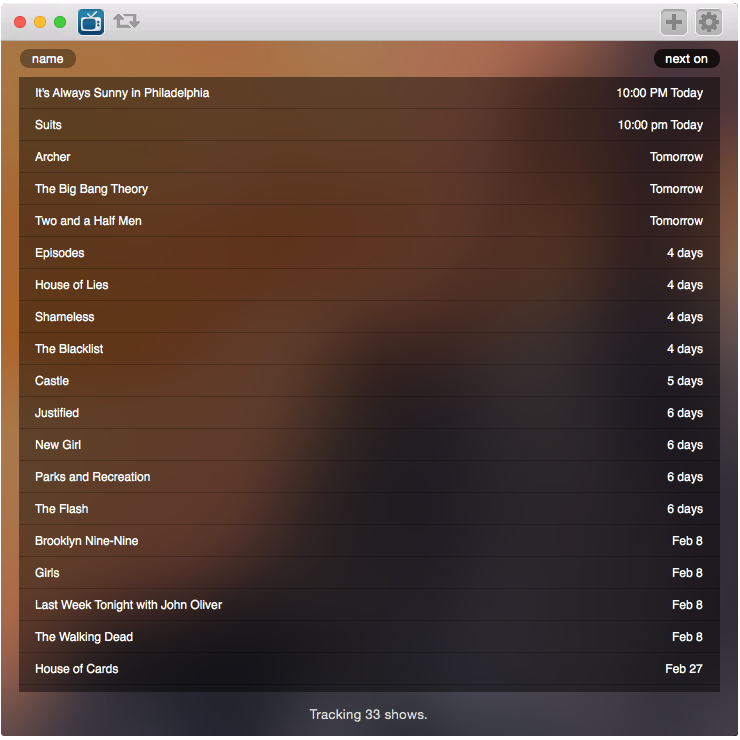 name next on
It's Always Sunny in Philadelphia 10:00 PM Today
Suits 10:00 pm Today
Archer Tomorrow
The Big Bang Theory Tomorrow
Two and a Half Men Tomorrow
Episodes 4 days
House of Lies 4 days
Shameless 4 days
The Blacklist 4 days
Castle 5 days
Justified 6 days
New Girl 6 days
Parks and Recreation 6 days
The Flash 6 days
Brooklyn Nine-Nine Feb 8
Girls Feb 8
Last Week Tonight with John Oliver Feb 8
The Walking Dead Feb 8
House of Cards Feb 27
Tracking 33 shows.